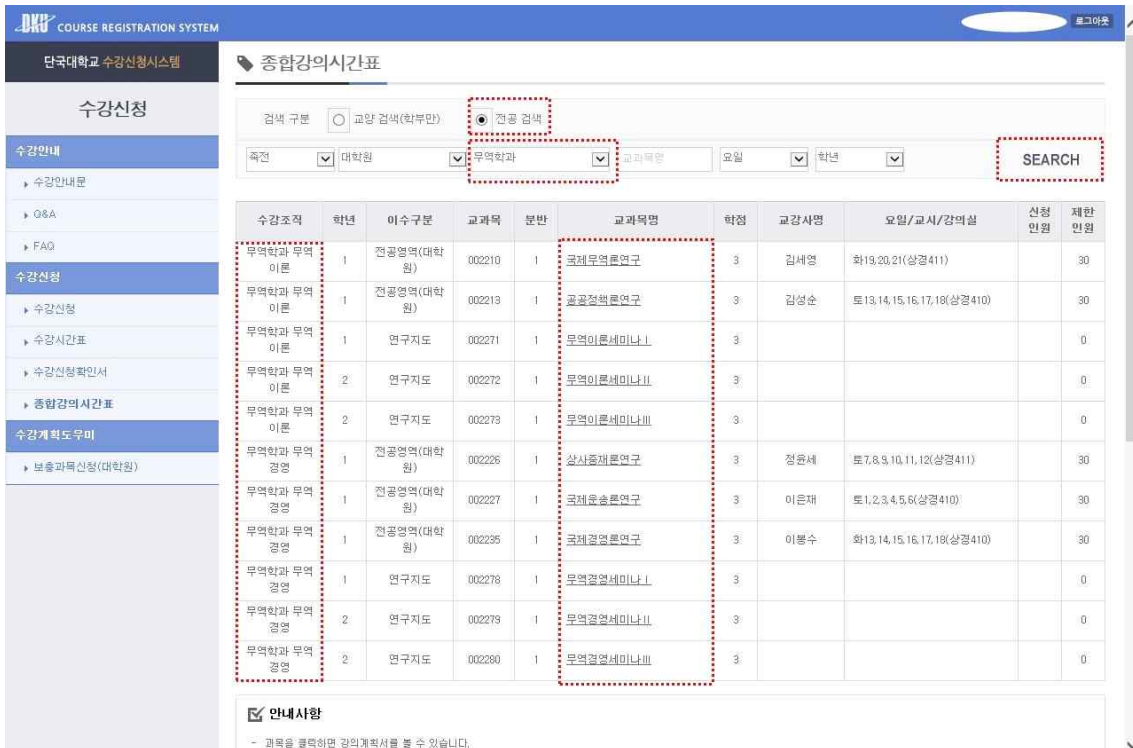 DKU COURSE REGISTRATION SYSTEM
로그아웃
단국대학교 수강신청시스템
종합강의시간표
수강신청
검색 구분 교양 검색(학부만) 전공 검색
수강안내
죽전 대학원 무역학과 교과목명 요일 학년 SEARCH
수강안내문
Q&A
FAQ
수강신청
수강신청
수강시간표
수강신청확인서
종합강의시간표
수강계획도우미
보충과목신청(대학원)
수강조직 학년 이수구분 교과목 분반 교과목명 학점 교강사명 요일/교시/강의실 신청인원 제한인원
무역학과 무역이론 1 전공영역(대학원) 002210 1 국제무역론연구 3 김세영 화19,20,21(상경411) 30
무역학과 무역이론 1 전공영역(대학원) 002213 1 공공정책론연구 3 김성순 토13,14,15,16,17,18(상경410) 30
무역학과 무역이론 1 연구지도 002271 1 무역이론세미나Ⅰ 3 0
무역학과 무역이론 2 연구지도 002272 1 무역이론세미나Ⅱ 3 0
무역학과 무역이론 2 연구지도 002273 1 무역이론세미나Ⅲ 3 0
무역학과 무역경영 1 전공영역(대학원) 002226 1 상사중재론연구 3 정윤세 토7,8,9,10,11,12(상경411) 30
무역학과 무역경영 1 전공영역(대학원) 002227 1 국제운송론연구 3 이은재 토1,2,3,4,5,6(상경410) 30
무역학과 무역경영 1 전공영역(대학원) 002235 1 국제경영론연구 3 이봉수 화13,14,15,16,17,18(상경410) 30
무역학과 무역경영 1 연구지도 002278 1 무역경영세미나Ⅰ 3 0
무역학과 무역경영 2 연구지도 002279 1 무역경영세미나Ⅱ 3 0
무역학과 무역경영 2 연구지도 002280 1 무역경영세미나Ⅲ 3 0
안내사항
- 과목을 클릭하면 강의계획서를 볼 수 있습니다.